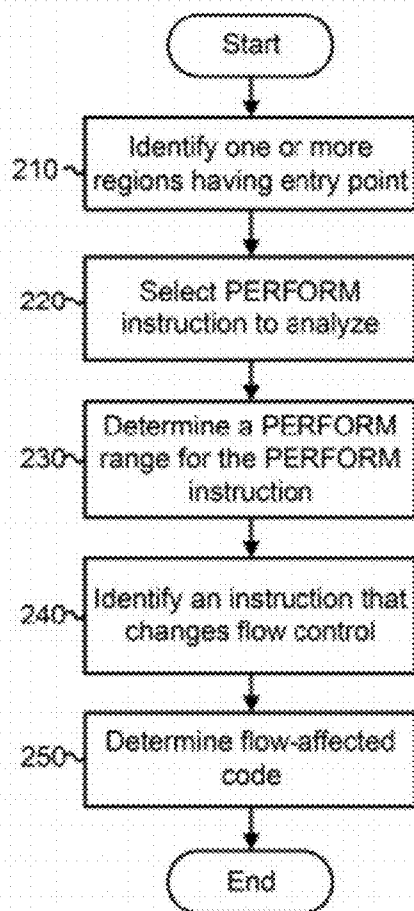 Start
210
Identify one or more
regions having entry point
220
Select PERFORM
instruction to analyze
230
Determine a PERFORM
range for the PERFORM
instruction
240
Identify an instruction that
changes flow control
250
Determine flow-affected
code
End